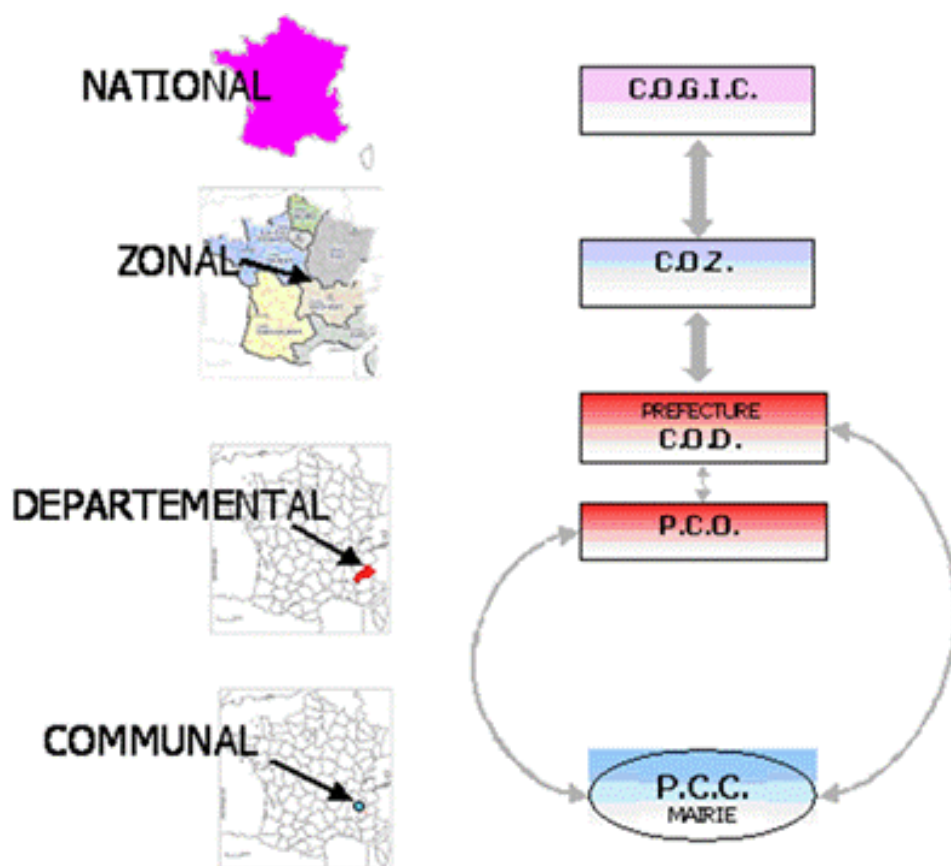 NATIONAL
C.O.G.I.C.
ZONAL
C.O.Z.
PREFECTURE
C.O.D.
DEPARTEMENTAL
P.C.O.
COMMUNAL
P.C.C.
MAIRIE